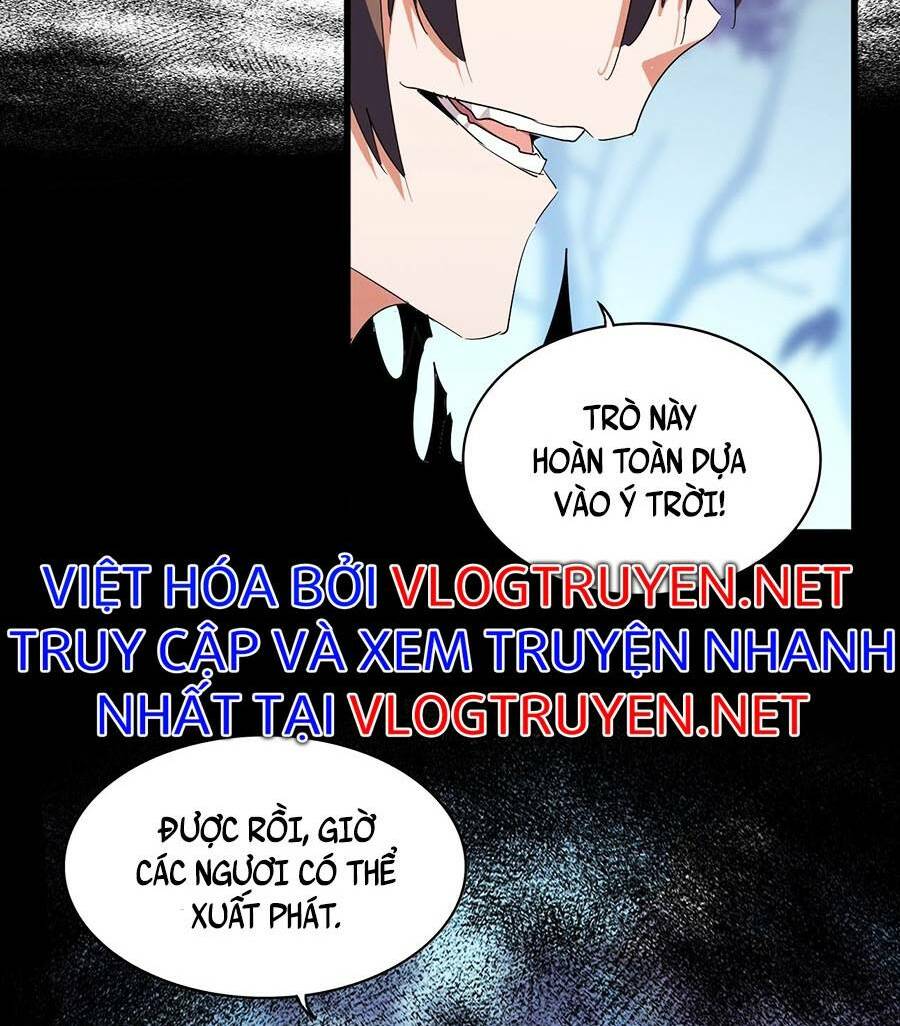 TRÒ NÀY
HOÀN TOÀN DỰA
VÀO Ý TRỜI!
VIỆT HÓA BỞI VLOGTRUYEN.NET
TRUY CẬP VÀ XEM TRUYỆN NHANH
NHẤT TẠI VLOGTRUYEN.NET
ĐƯỢC RỒI, GIỜ
CÁC NGƯƠI CÓ THỂ
XUẤT PHÁT.